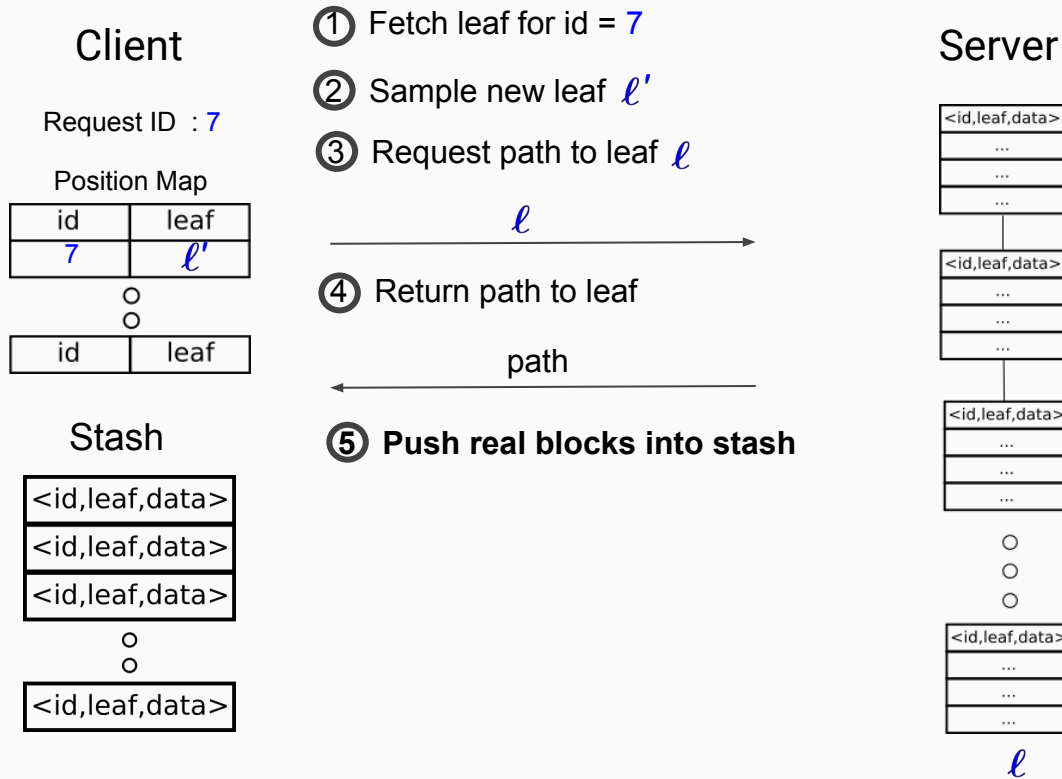 Client
Request ID : 7
Position Map
id leaf
7 ℓ'
id leaf
Stash
<id,leaf,data>
<id,leaf,data>
<id,leaf,data>
<id,leaf,data>
1 Fetch leaf for id = 7
2 Sample new leaf ℓ'
3 Request path to leaf ℓ
ℓ
4 Return path to leaf
path
5 Push real blocks into stash
Server
<id,leaf,data>
...
...
...
<id,leaf,data>
...
...
...
<id,leaf,data>
...
...
...
<id,leaf,data>
...
...
...
ℓ